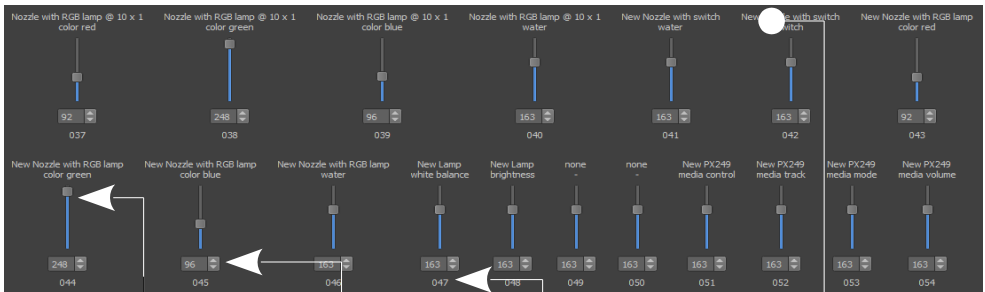 Nozzle with RGB lamp @ 10 x 1 Nozzle with RGB lamp @ 10 x 1 Nozzle with RGB lamp @ 10 x 1 Nozzle with RGB lamp @ 10 x 1 New Nozzle with switch New Nozzle with switch New Nozzle with RGB lamp
color red color green color blue water water switch color red
92 248 96 163 163 163 92
037 038 039 040 041 042 043
New Nozzle with RGB lamp New Nozzle with RGB lamp New Nozzle with RGB lamp New Lamp New Lamp none none New PX249 New PX249 New PX249 New PX249
color green color blue water white balance brightness - - media control media track media mode media volume
248 96 163 163 163 163 163 163 163 163 163
044 045 046 047 048 049 050 051 052 053 054